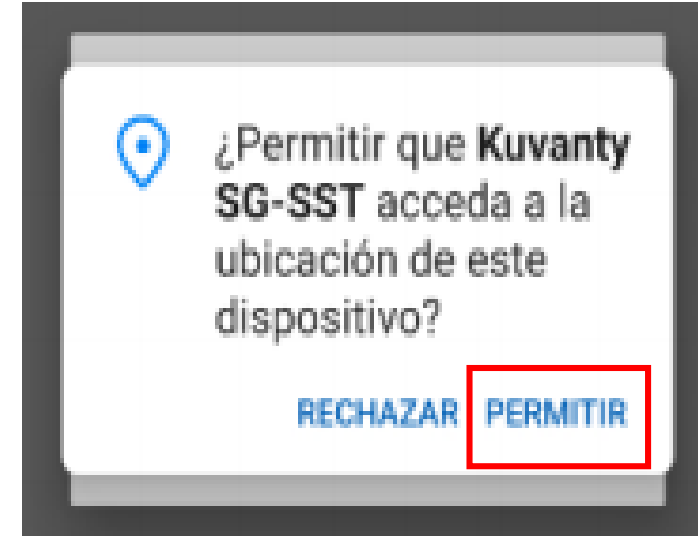 ¿Permitir que Kuvanty
SG-SST acceda a la
ubicación de este
dispositivo?
RECHAZAR PERMITIR